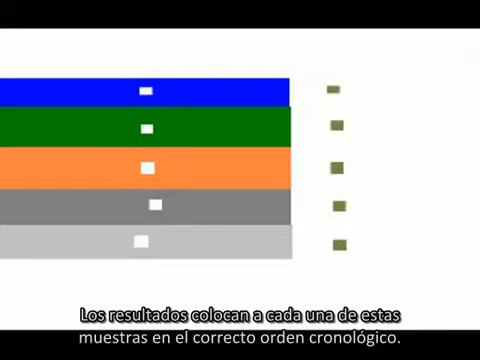 Los resultados colocan a cada una de estas
muestras en el correcto orden cronológico.